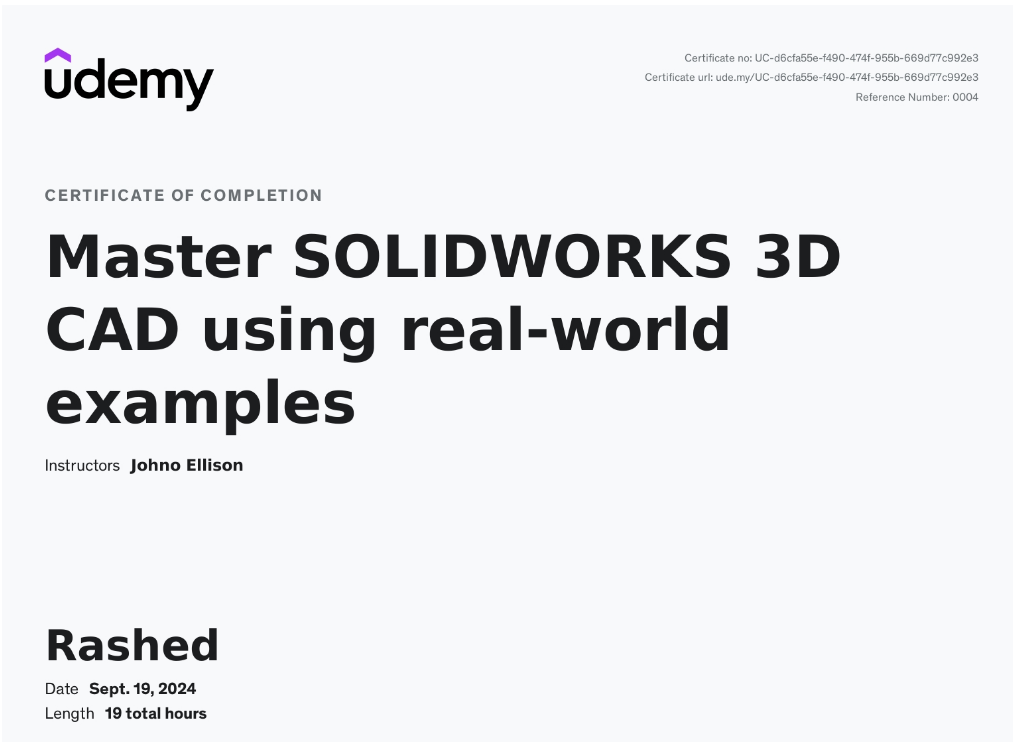 udemy
Certificate no: UC-d6cfa55e-f490-474f-955b-669d77c992e3
Certificate url: ude.my/UC-d6cfa55e-f490-474f-955b-669d77c992e3
Reference Number: 0004
CERTIFICATE OF COMPLETION
Master SOLIDWORKS 3D
CAD using real-world
examples
Instructors Johno Ellison
Rashed
Date Sept. 19, 2024
Length 19 total hours